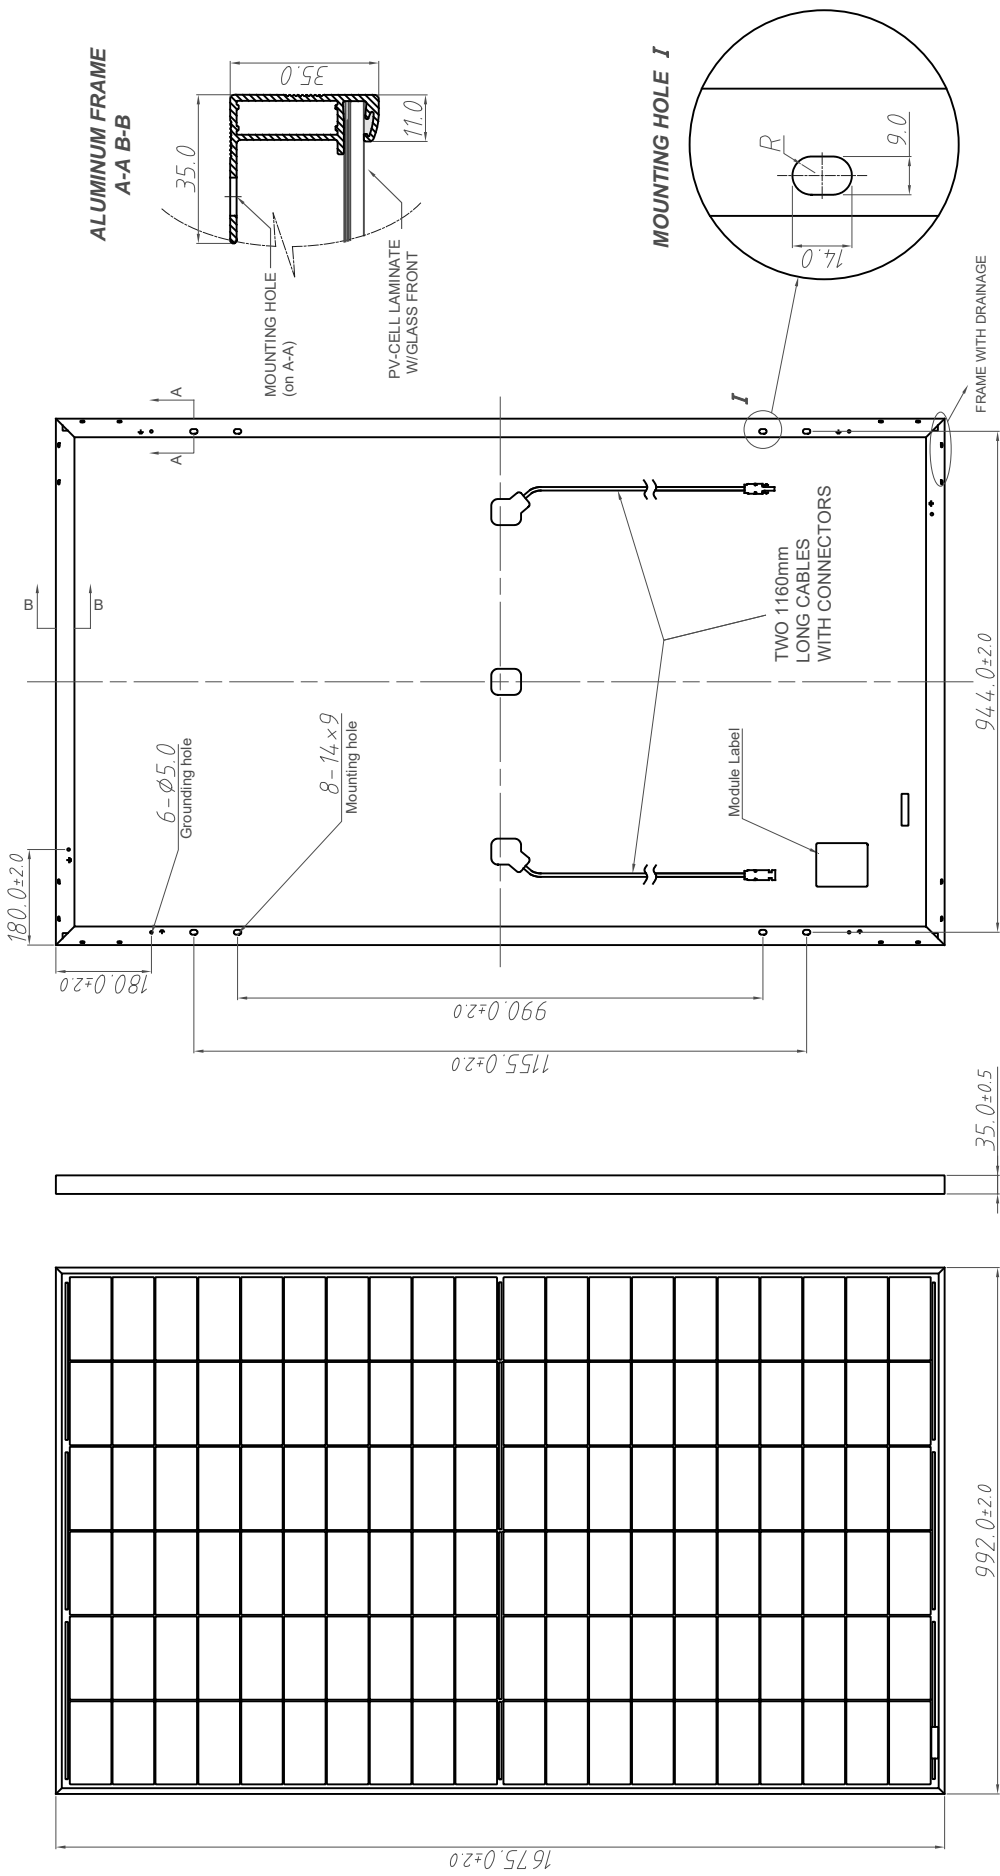 ALUMINUM FRAME
A-A B-B
35.0
35.0
11.0
MOUNTING HOLE
(on A-A)
PV-CELL LAMINATE
W/GLASS FRONT
MOUNTING HOLE I
R
14.0
9.0
FRAME WITH DRAINAGE
A
A
B
B
I
TWO 1160mm
LONG CABLES
WITH CONNECTORS
6-Ø5.0
Grounding hole
8-14×9
Mounting hole
Module Label
180.0±2.0
180.0±2.0
990.0±2.0
1155.0±2.0
944.0±2.0
35.0±0.5
1675.0±2.0
992.0±2.0